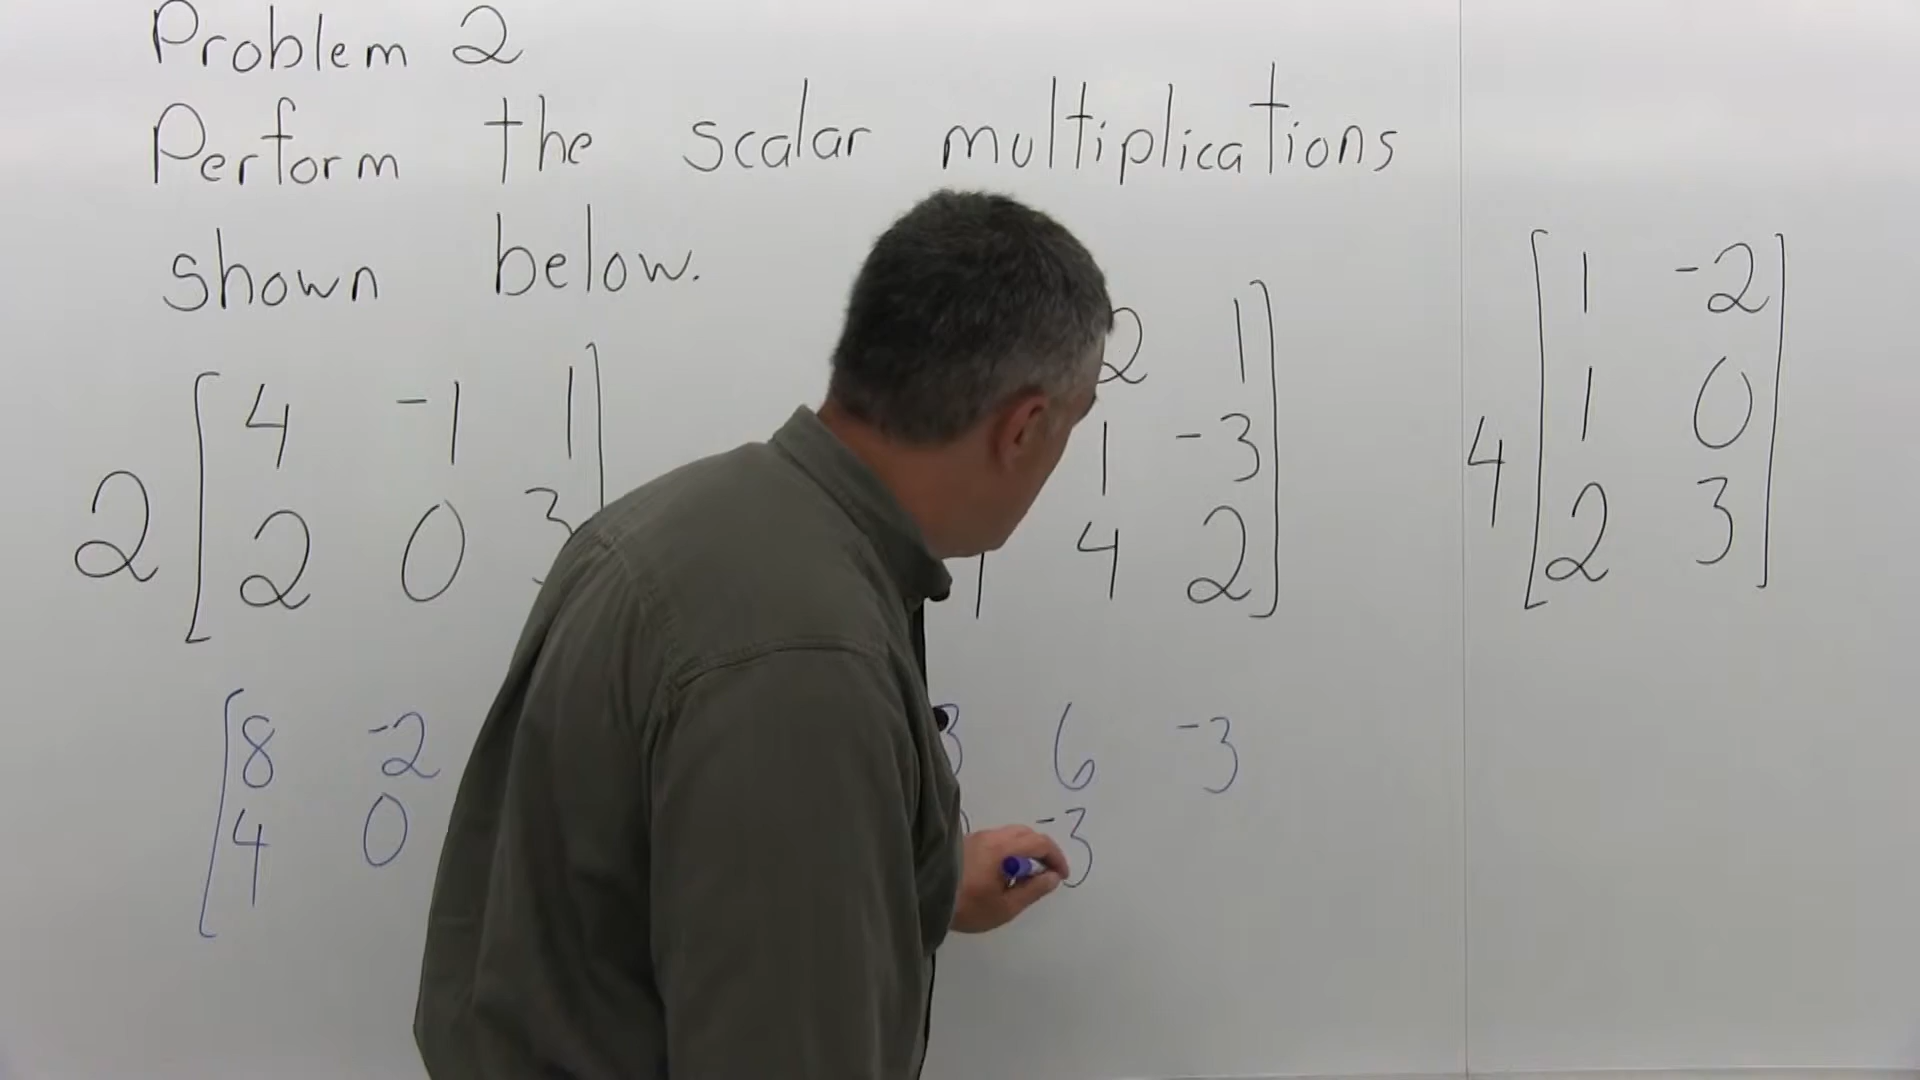 Problem 2
Perform the scalar multiplications
shown below.
2
4 -1 1
2 0 3
2 1
1 -3
4 2
4
1 -2
1 0
2 3
8 -2
4 0
3 6 -3
-3